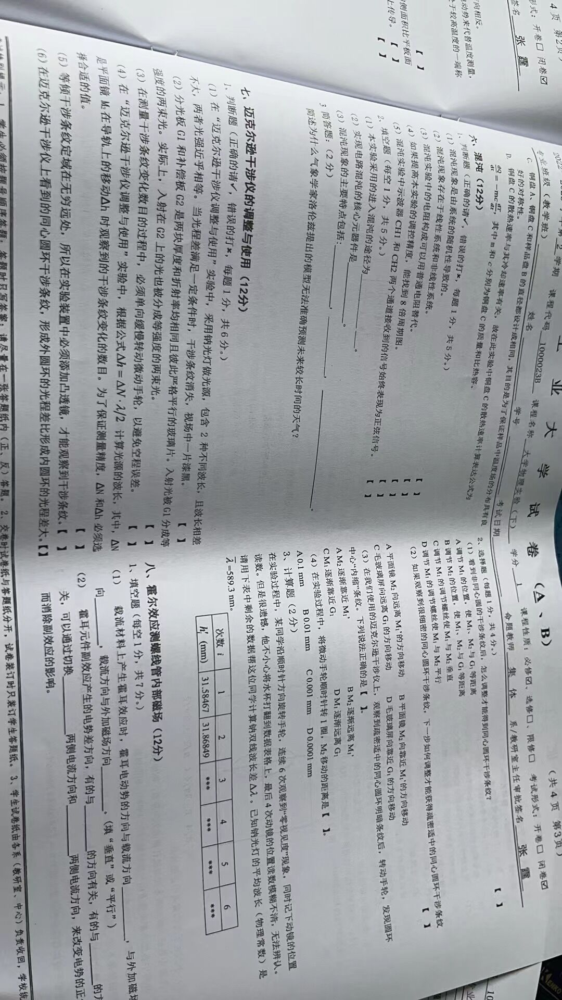 工 业 大 学 试 卷 (A、B)
(共 4 页 第3页)
学年第 2 学期 课程代码 1000023B 课程名称 大学物理实验(下) 学分 1 课程性质：必修☑、选修□、限修□ 考试形式：开卷□ 闭卷☑
专业班级（教学班） 姓名 学号 考试日期 命题教师 集 体 系/教研室主任审批签名 张 霆
C. 铜盘 A、铜盘 C 和样品盘 B 的直径都设计成相同，其目的是为了保证样品中温度场的分布具有良
好的对称性。
D. 铜盘 C 的散热速率与其冷却速率有关，故在此实验中铜盘 C 的散热速率计算表达公式为
dQ/dt = −mc dT/dt，其中 m 和 c 分别为铜盘 C 的质量和比热容。
六、混沌（12分）
1、判断题（正确的请✓，错误的打×，每题 1 分，共 5 分。）
（1）混沌现象是由系统的随机性导致的。
（2）混沌现象存在于线性系统和非线性系统。 【 】
（3）混沌实验中的电阻构成可以用普通电阻替代。 【 】
（4）如果提高本实验的调控精度，能找到 8 倍周期图。 【 】
（5）混沌实验中示波器 CH1 和 CH2 两个通道接收到的信号始终表现为正弦信号。 【 】
2、填空题（每空 1 分，共 5 分。） 【 】
（1）本实验采用的进入混沌的途径为______。
（2）实现电路混沌的核心元器件是______。
（3）混沌现象的主要特点包括：______，______，______。
3 简答题：（2 分）
简述为什么气象学家洛伦兹提出的模型无法准确预测未来较长时间的天气？
七、迈克尔逊干涉仪的调整与使用（12分）
1、判断题（正确的请✓，错误的打×，每题 1 分，共 6 分。）
（1）在“迈克尔逊干涉仪调整与使用”实验中，采用钠光灯做光源，包含 2 种不同波长，且波长相差
不大，两者光强近乎相等。当光程差满足一定条件时，干涉条纹消失，视场中一片漆黑。 【 】
（2）分光板 G1 和补偿板 G2 是两块厚度和折射率均相同且彼此严格平行的玻璃片。入射光被 G1 分成等
强度的两束光。实际上，入射在 G2 上的光也被分成等强度的两束光。 【 】
（3）在测量干涉条纹变化数目的过程中，必须单向缓慢转动微动手轮，以避免空程误差。 【 】
（4）在“迈克尔逊干涉仪调整与使用”实验中，根据公式Δh＝ΔN·λ/2 计算光源的波长，其中，ΔN
是平面镜 M₂ 在导轨上的移动Δh 时观察到的干涉条纹变化的数目。为了保证测量精度，ΔN 和Δh 必须选
择合适的值。 【 】
（5）等倾干涉条纹定域在无穷远处，所以在实验装置中必须添加凸透镜，才能观察到干涉条纹。【 】
（6）在迈克尔逊干涉仪上看到的同心圆环干涉条纹，形成外圆环的光程差比形成内圆环的光程差大。【 】
2、选择题（每题 1 分，共 4 分。）
（1）看到非同心圆的干涉条纹后，怎么调整才能得到同心圆环干涉条纹？ 【 】
A 调节 M₁ 的位置，使 M₁、M₂ 与 G₁ 等距离
B 调节 M₂ 的位置，使 M₁、M₂ 与 G₁ 等距离
C 调节 M₁ 的调节螺丝使 M₁ 与 M₂ 垂直
D 调节 M₁ 的调节螺丝使 M₁ 与 M₂ 平行
（2）如果观察到很细密的同心圆环干涉条纹，下一步如何调整才能获得疏密适中的同心圆环干涉条纹
【 】
A 平面镜 M₂ 向远离 M₁'的方向移动 B 平面镜 M₂ 向靠近 M₁'的方向移动
C 毛玻璃屏向远离 G₁ 的方向移动 D 毛玻璃屏向靠近 G₁ 的方向移动
（3）在我们使用的迈克尔逊干涉仪上，观察到疏密适中的同心圆环明暗条纹后，转动手轮，发现圆环
中心“内缩”条纹。下列说法正确的是【 】。
A M₂ 逐渐靠近 M₁' B M₂ 逐渐远离 M₁'
C M₁ 逐渐靠近 G₁ D M₁ 逐渐远离 G₁
（4）在实验过程中，将微动手轮顺时针转 1 圈，M₂ 移动的距离是【 】。
A 0.1 mm B 0.01 mm C 0.001 mm D 0.0001 mm
3、计算题（2 分）
在实验过程中，某同学沿顺时针方向旋转手轮，连续 6 次观察到“零视见度”现象，同时记下动镜的位置
读数。但是很遗憾，他不小心将水杯打翻到数据表格上，最后 4 次动镜的位置读数模糊不清，无法辨认。
请用下表中剩余的数据帮这位同学计算钠双线波长差Δλ。已知钠光灯的平均波长（物理常数）是
λ̄=589.3 nm。
次数 i 1 2 3 4 5 6
h'ᵢ (mm) 31.58467 31.86849 *** *** *** ***
八、霍尔效应测螺线管内部磁场（12分）
1、填空题（每空 1 分，共 7 分。）
（1） 载流材料上产生霍耳效应时，霍耳电动势的方向与载流方向______，与外加磁场
向______，载流方向与外加磁场方向______。（填“垂直”或“平行”）
（2） 霍耳元件副效应产生的电势差方向，有的与______的方向有关，有的与______的方
关，可以通过切换______两侧电流方向和______两侧电流方向，来改变电势的正
而消除副效应的影响。
1、学生必须按题号顺序答题，答题时只写答案，请尽量在一张答题纸内（正、反）答题。2、交卷时试卷纸与答题纸分开，试卷装订时只装订学生答题纸。3、学生试卷纸由各系（教研室、中心）负责收回，学校统
4 页 第2页）
形式：开卷□ 闭卷☑
签名 张 霆
方向相反。
电动势来代替温度测量，
处于较高温度的一端称
侧面积比平板面
上传导。
【 】
【 】
【 】